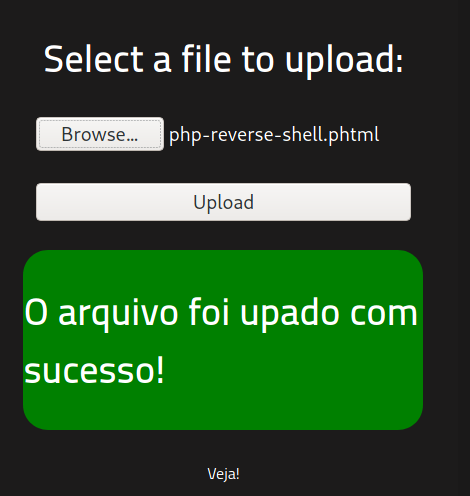 Select a file to upload:
Browse... php-reverse-shell.phtml
Upload
O arquivo foi upado com
sucesso!
Veja!